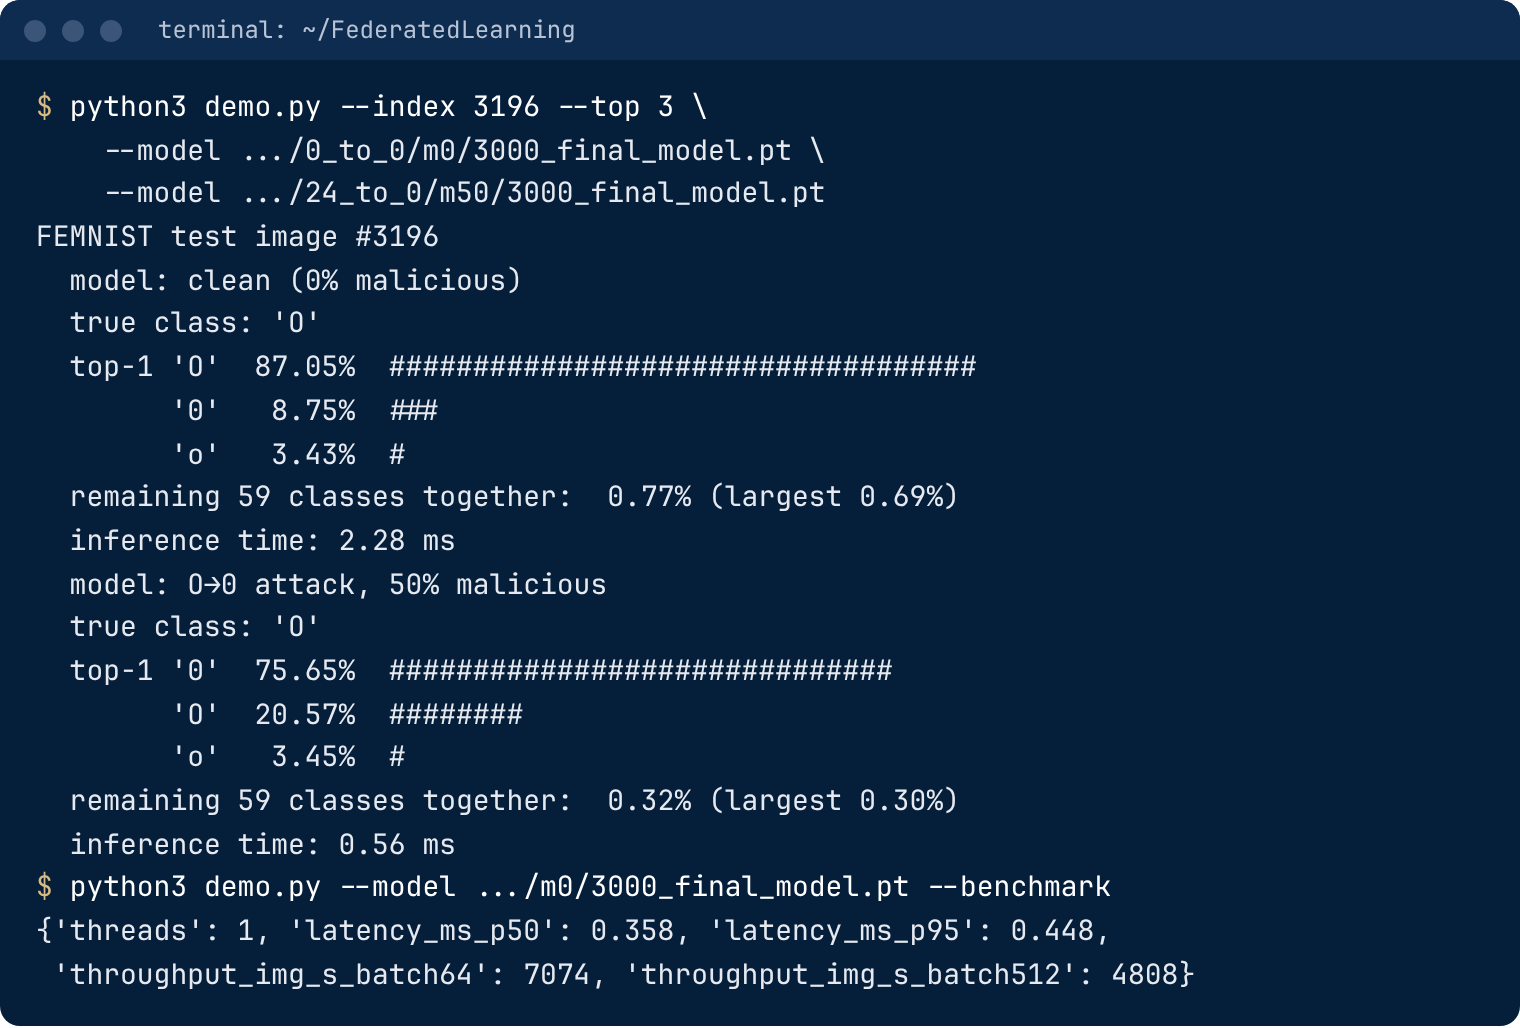 terminal: ~/FederatedLearning
$ python3 demo.py --index 3196 --top 3 \
--model .../0_to_0/m0/3000_final_model.pt \
--model .../24_to_0/m50/3000_final_model.pt
FEMNIST test image #3196
model: clean (0% malicious)
true class: 'O'
top-1 'O' 87.05% ###################################
'0' 8.75% ###
'o' 3.43% #
remaining 59 classes together: 0.77% (largest 0.69%)
inference time: 2.28 ms
model: O→0 attack, 50% malicious
true class: 'O'
top-1 '0' 75.65% ##############################
'O' 20.57% ########
'o' 3.45% #
remaining 59 classes together: 0.32% (largest 0.30%)
inference time: 0.56 ms
$ python3 demo.py --model .../m0/3000_final_model.pt --benchmark
{'threads': 1, 'latency_ms_p50': 0.358, 'latency_ms_p95': 0.448,
'throughput_img_s_batch64': 7074, 'throughput_img_s_batch512': 4808}